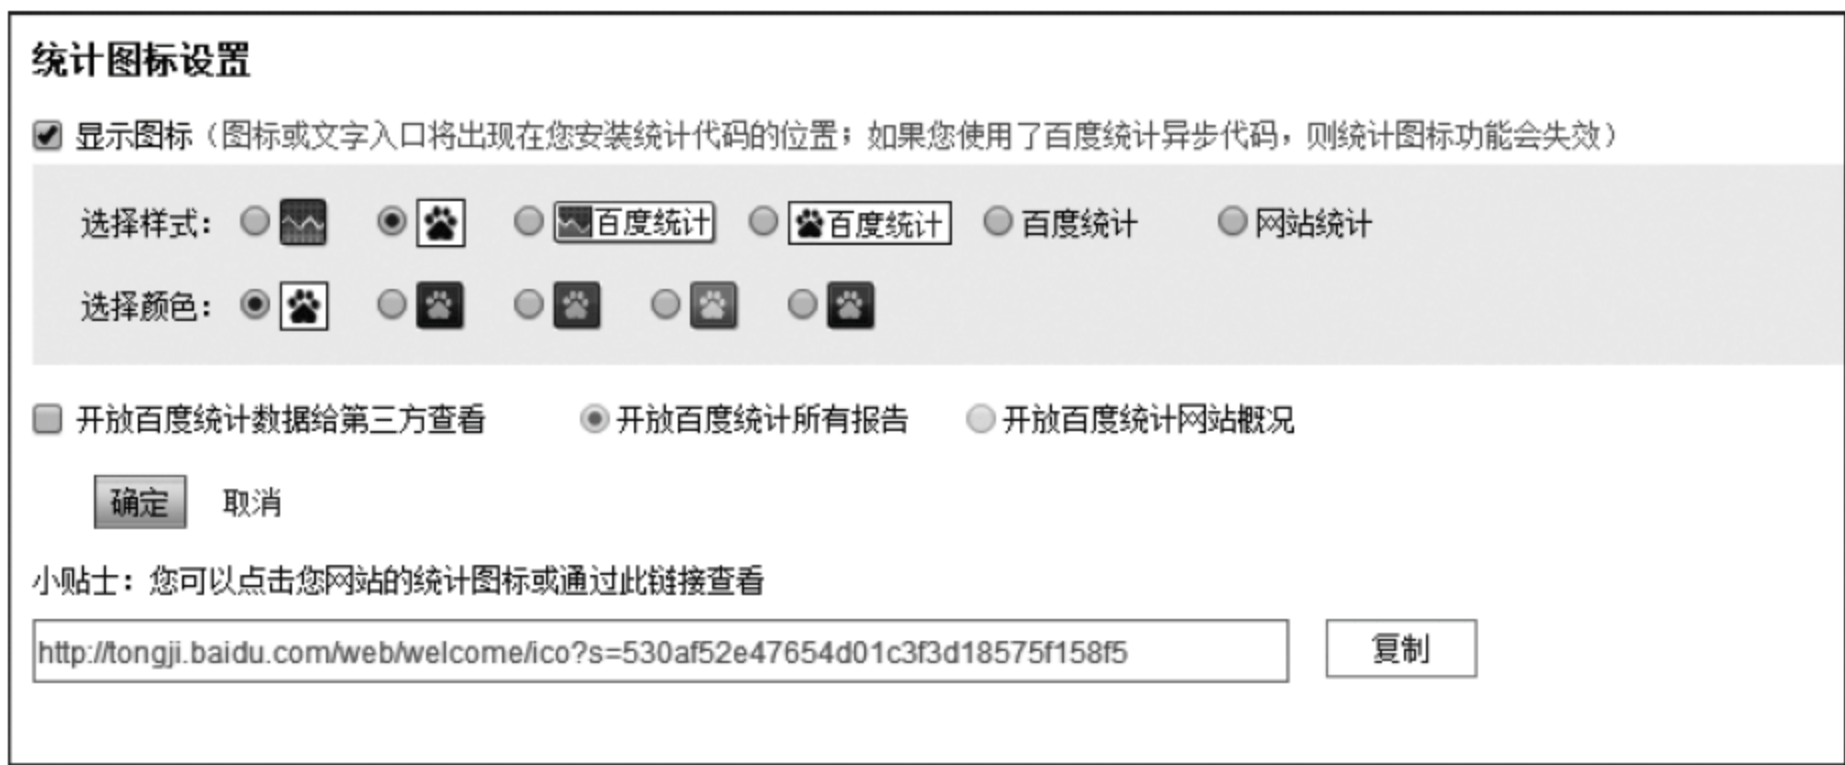 统计图标设置
显示图标（图标或文字入口将出现在您安装统计代码的位置；如果您使用了百度统计异步代码，则统计图标功能会失效）
选择样式： 百度统计 百度统计 百度统计 网站统计
选择颜色：
开放百度统计数据给第三方查看 开放百度统计所有报告 开放百度统计网站概况
确定 取消
小贴士：您可以点击您网站的统计图标或通过此链接查看
http://tongji.baidu.com/web/welcome/ico?s=530af52e47654d01c3f3d18575f158f5 复制